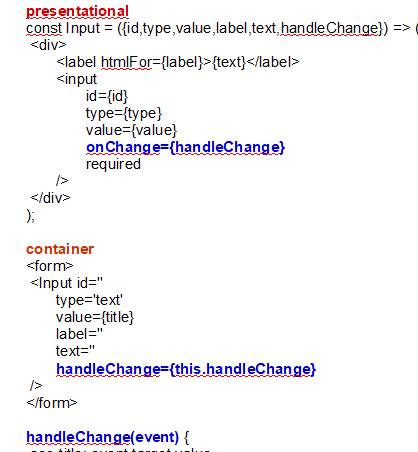 presentational
const Input = ({id,type,value,label,text,handleChange}) => (
<div>
<label htmlFor={label}>{text}</label>
<input
id={id}
type={type}
value={value}
onChange={handleChange}
required
/>
</div>
);
container
<form>
<Input id=''
type='text'
value={title}
label=''
text=''
handleChange={this.handleChange}
/>
</form>
handleChange(event) {